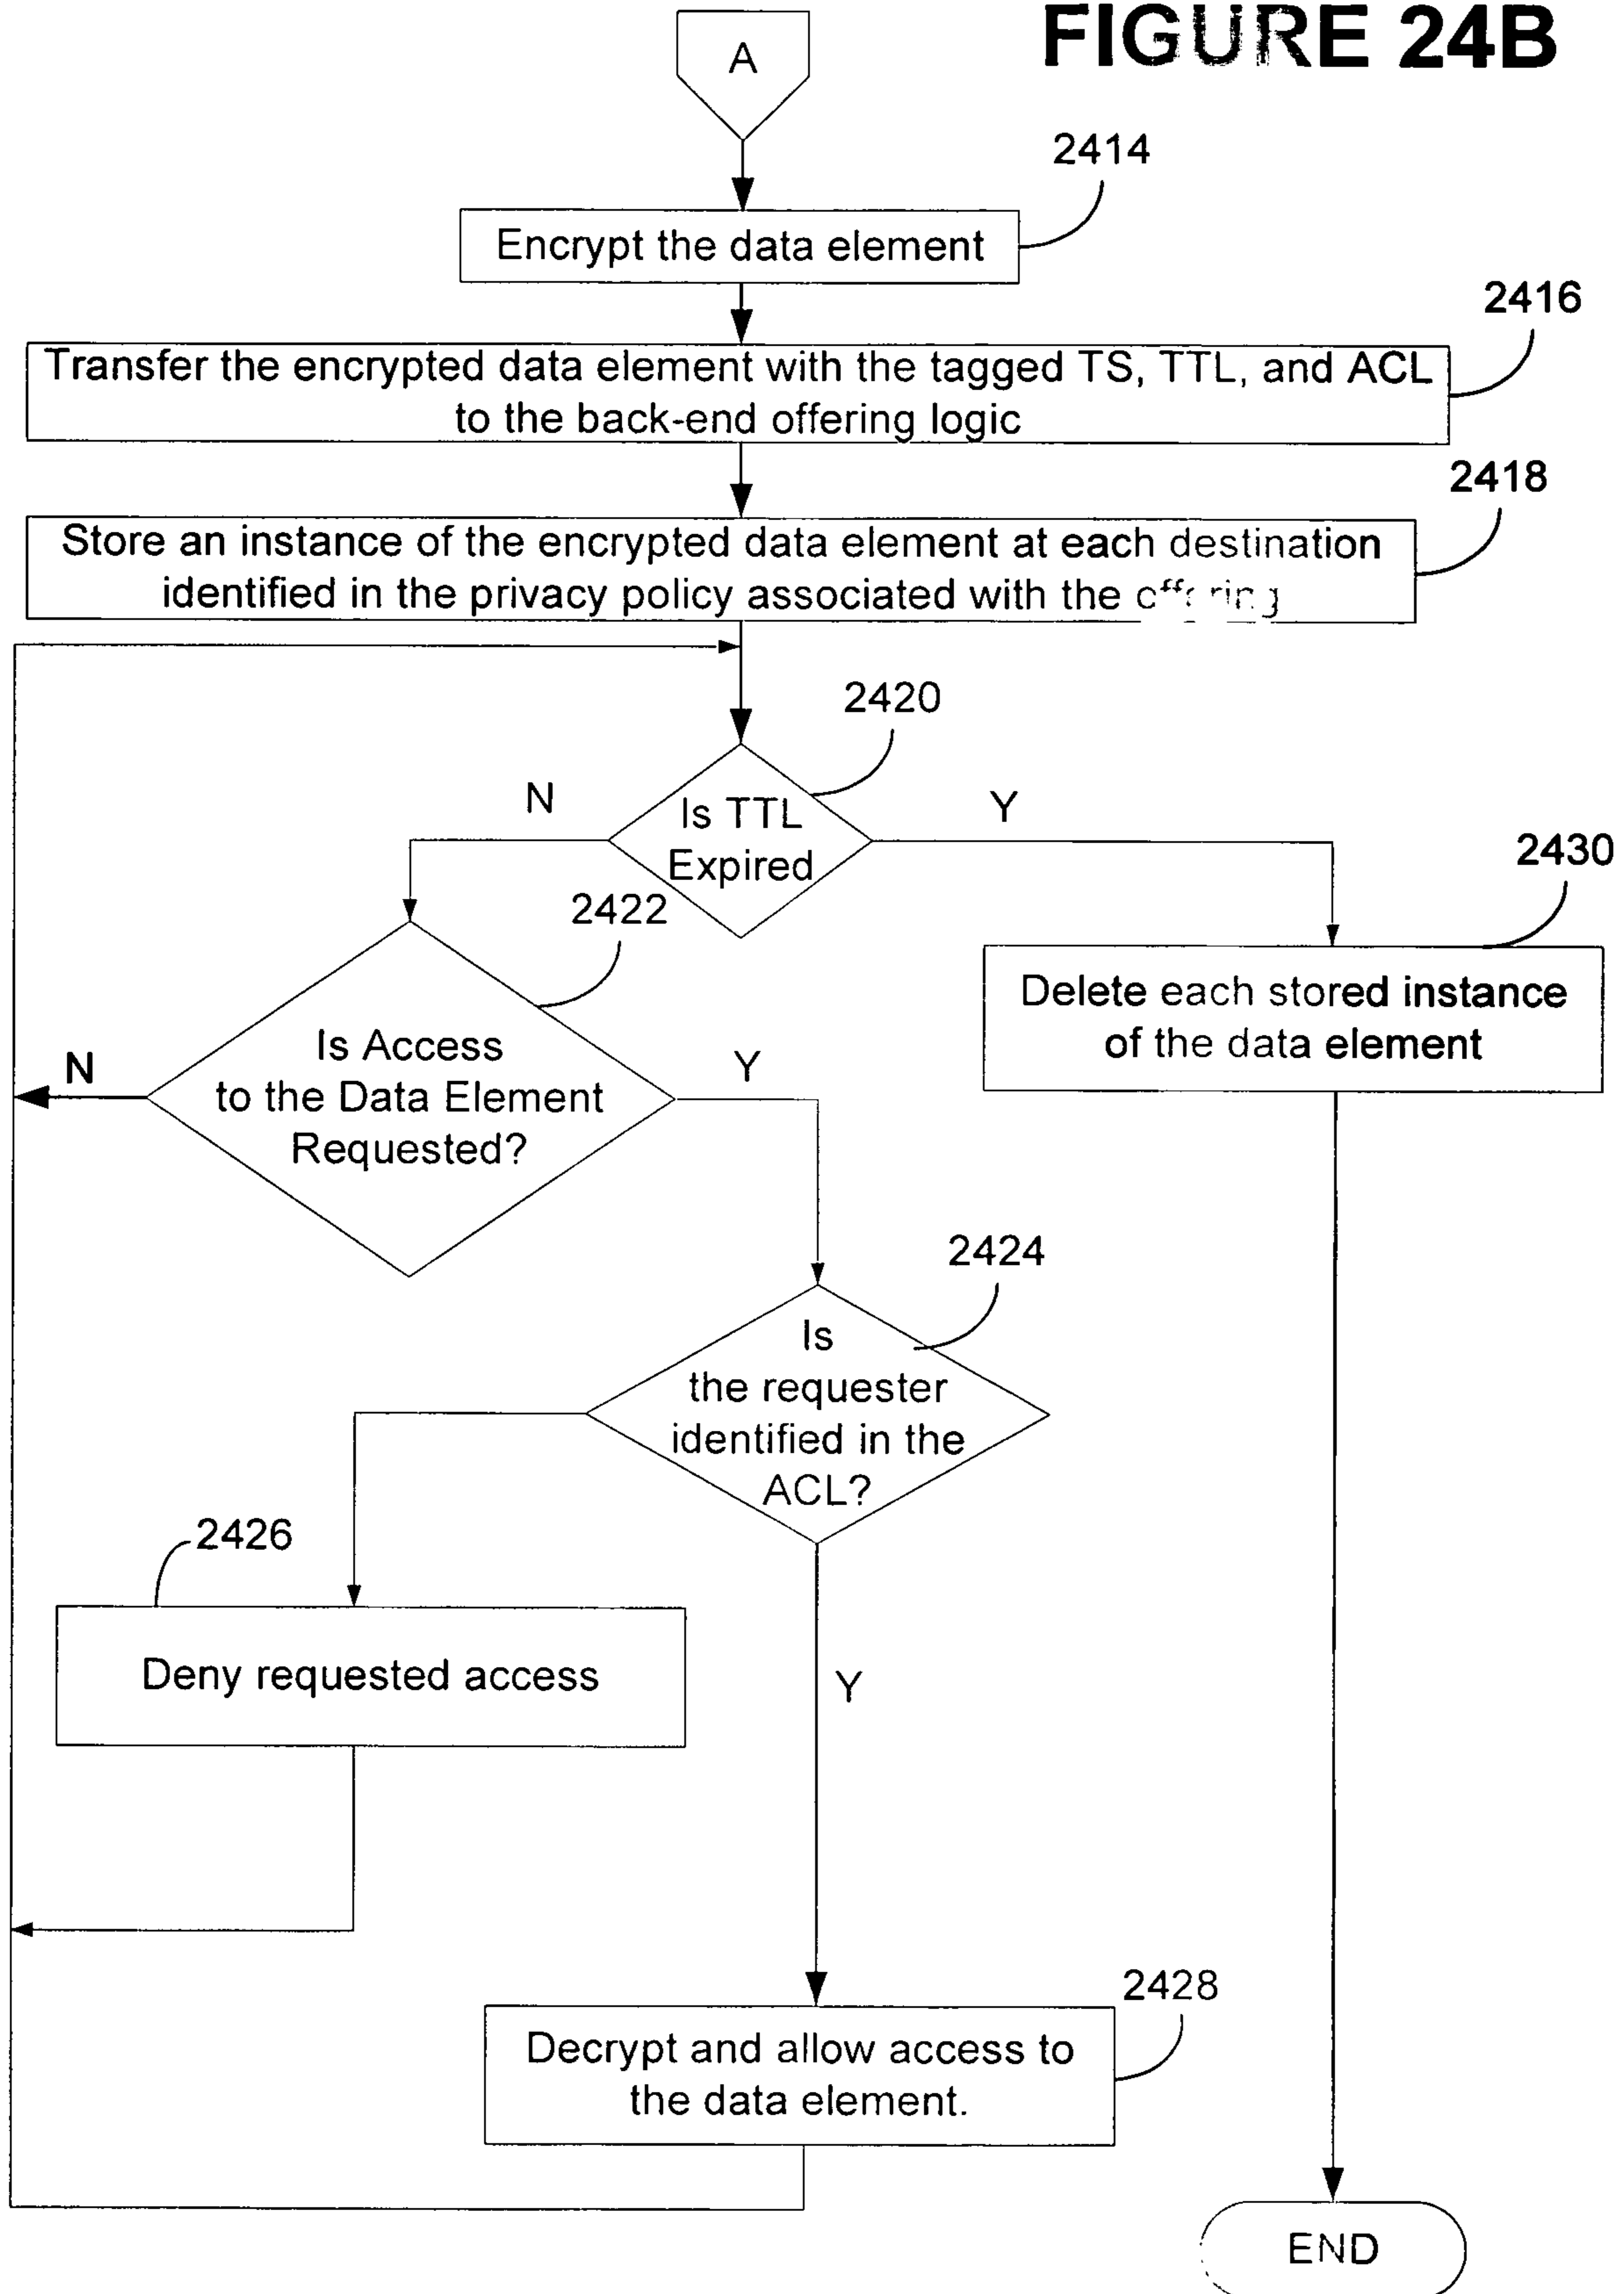 FIGURE 24B
A
2414
Encrypt the data element
2416
Transfer the encrypted data element with the tagged TS, TTL, and ACL
to the back-end offering logic
2418
Store an instance of the encrypted data element at each destination
identified in the privacy policy associated with the
2420
N
Is TTL
Expired
Y
2430
2422
Delete each stored instance
of the data element
Is Access
to the Data Element
Requested?
N
Y
2424
Is
the requester
identified in the
ACL?
2426
Deny requested access
Y
2428
Decrypt and allow access to
the data element.
END